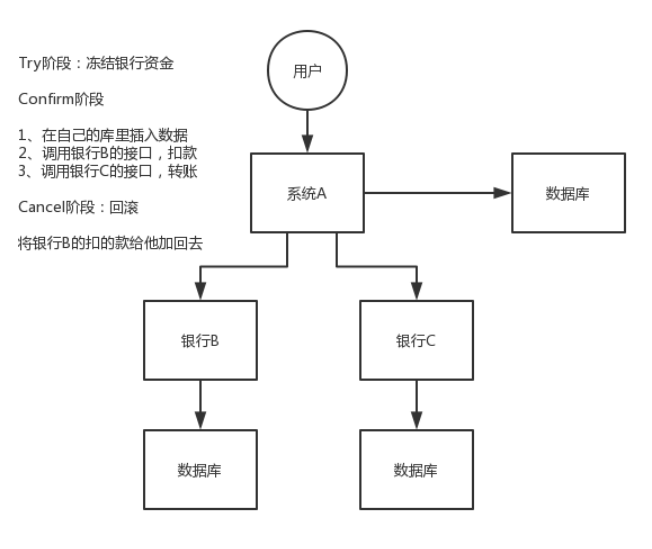 Try阶段：冻结银行资金
Confirm阶段
1、在自己的库里插入数据
2、调用银行B的接口，扣款
3、调用银行C的接口，转账
Cancel阶段：回滚
将银行B的扣的款给他加回去
用户
系统A
数据库
银行B
银行C
数据库
数据库